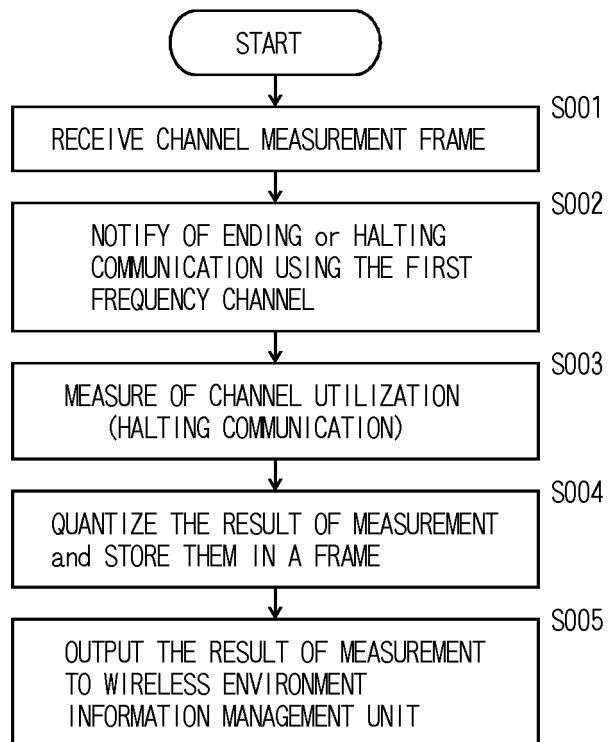 START
S001
RECEIVE CHANNEL MEASUREMENT FRAME
S002
NOTIFY OF ENDING or HALTING
COMMUNICATION USING THE FIRST
FREQUENCY CHANNEL
S003
MEASURE OF CHANNEL UTILIZATION
(HALTING COMMUNICATION)
S004
QUANTIZE THE RESULT OF MEASUREMENT
and STORE THEM IN A FRAME
S005
OUTPUT THE RESULT OF MEASUREMENT
TO WIRELESS ENVIRONMENT
INFORMATION MANAGEMENT UNIT